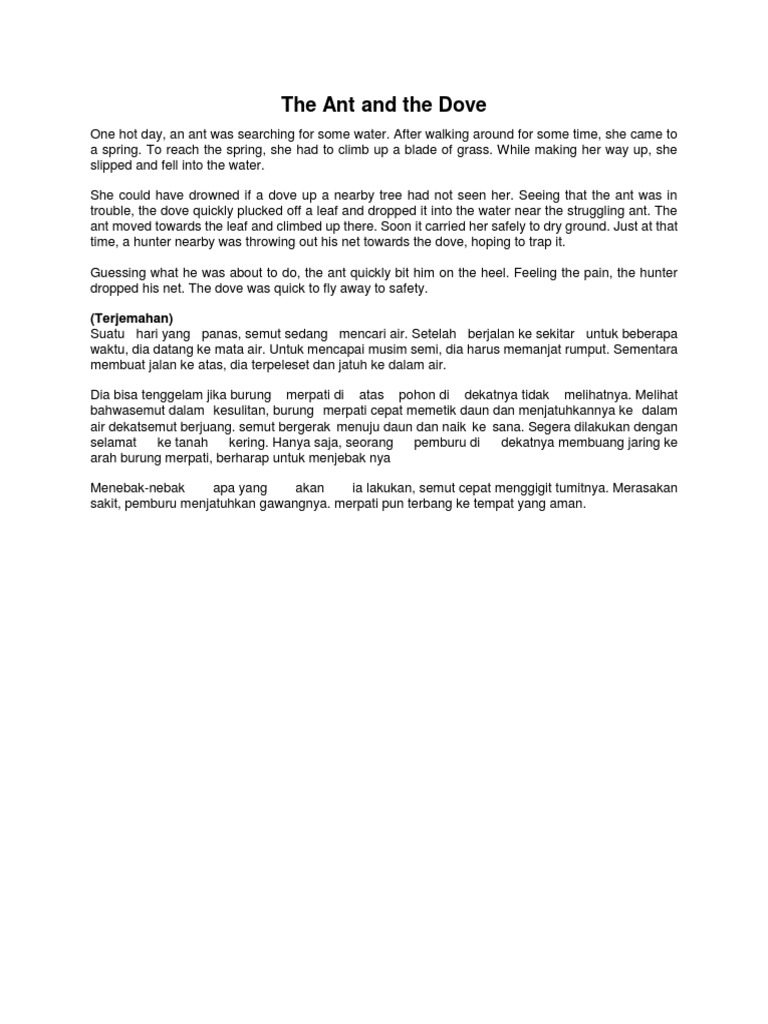 The Ant and the Dove
One hot day, an ant was searching for some water. After walking around for some time, she came to
a spring. To reach the spring, she had to climb up a blade of grass. While making her way up, she
slipped and fell into the water.
She could have drowned if a dove up a nearby tree had not seen her. Seeing that the ant was in
trouble, the dove quickly plucked off a leaf and dropped it into the water near the struggling ant. The
ant moved towards the leaf and climbed up there. Soon it carried her safely to dry ground. Just at that
time, a hunter nearby was throwing out his net towards the dove, hoping to trap it.
Guessing what he was about to do, the ant quickly bit him on the heel. Feeling the pain, the hunter
dropped his net. The dove was quick to fly away to safety.
(Terjemahan)
Suatu hari yang panas, semut sedang mencari air. Setelah berjalan ke sekitar untuk beberapa
waktu, dia datang ke mata air. Untuk mencapai musim semi, dia harus memanjat rumput. Sementara
membuat jalan ke atas, dia terpeleset dan jatuh ke dalam air.
Dia bisa tenggelam jika burung merpati di atas pohon di dekatnya tidak melihatnya. Melihat
bahwasemut dalam kesulitan, burung merpati cepat memetik daun dan menjatuhkannya ke dalam
air dekatsemut berjuang. semut bergerak menuju daun dan naik ke sana. Segera dilakukan dengan
selamat ke tanah kering. Hanya saja, seorang pemburu di dekatnya membuang jaring ke
arah burung merpati, berharap untuk menjebak nya
Menebak-nebak apa yang akan ia lakukan, semut cepat menggigit tumitnya. Merasakan
sakit, pemburu menjatuhkan gawangnya. merpati pun terbang ke tempat yang aman.